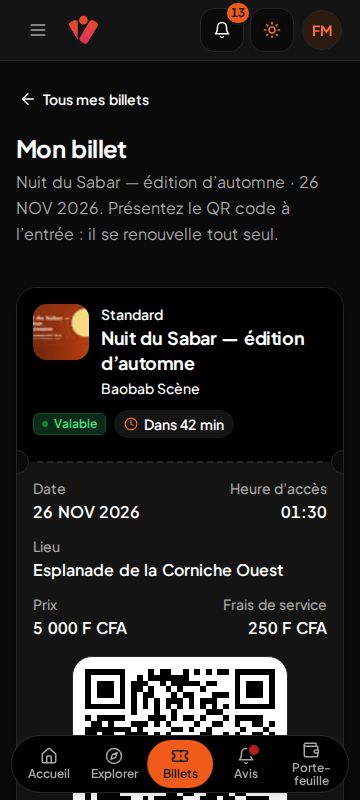 13
FM
Tous mes billets
Mon billet
Nuit du Sabar — édition d’automne · 26
NOV 2026. Présentez le QR code à
l’entrée : il se renouvelle tout seul.
Standard
Nuit du Sabar — édition
d’automne
Baobab Scène
Valable
Dans 42 min
Date
Heure d’accès
26 NOV 2026
01:30
Lieu
Esplanade de la Corniche Ouest
Prix
Frais de service
5 000 F CFA
250 F CFA
Accueil
Explorer
Billets
Avis
Porte-
feuille